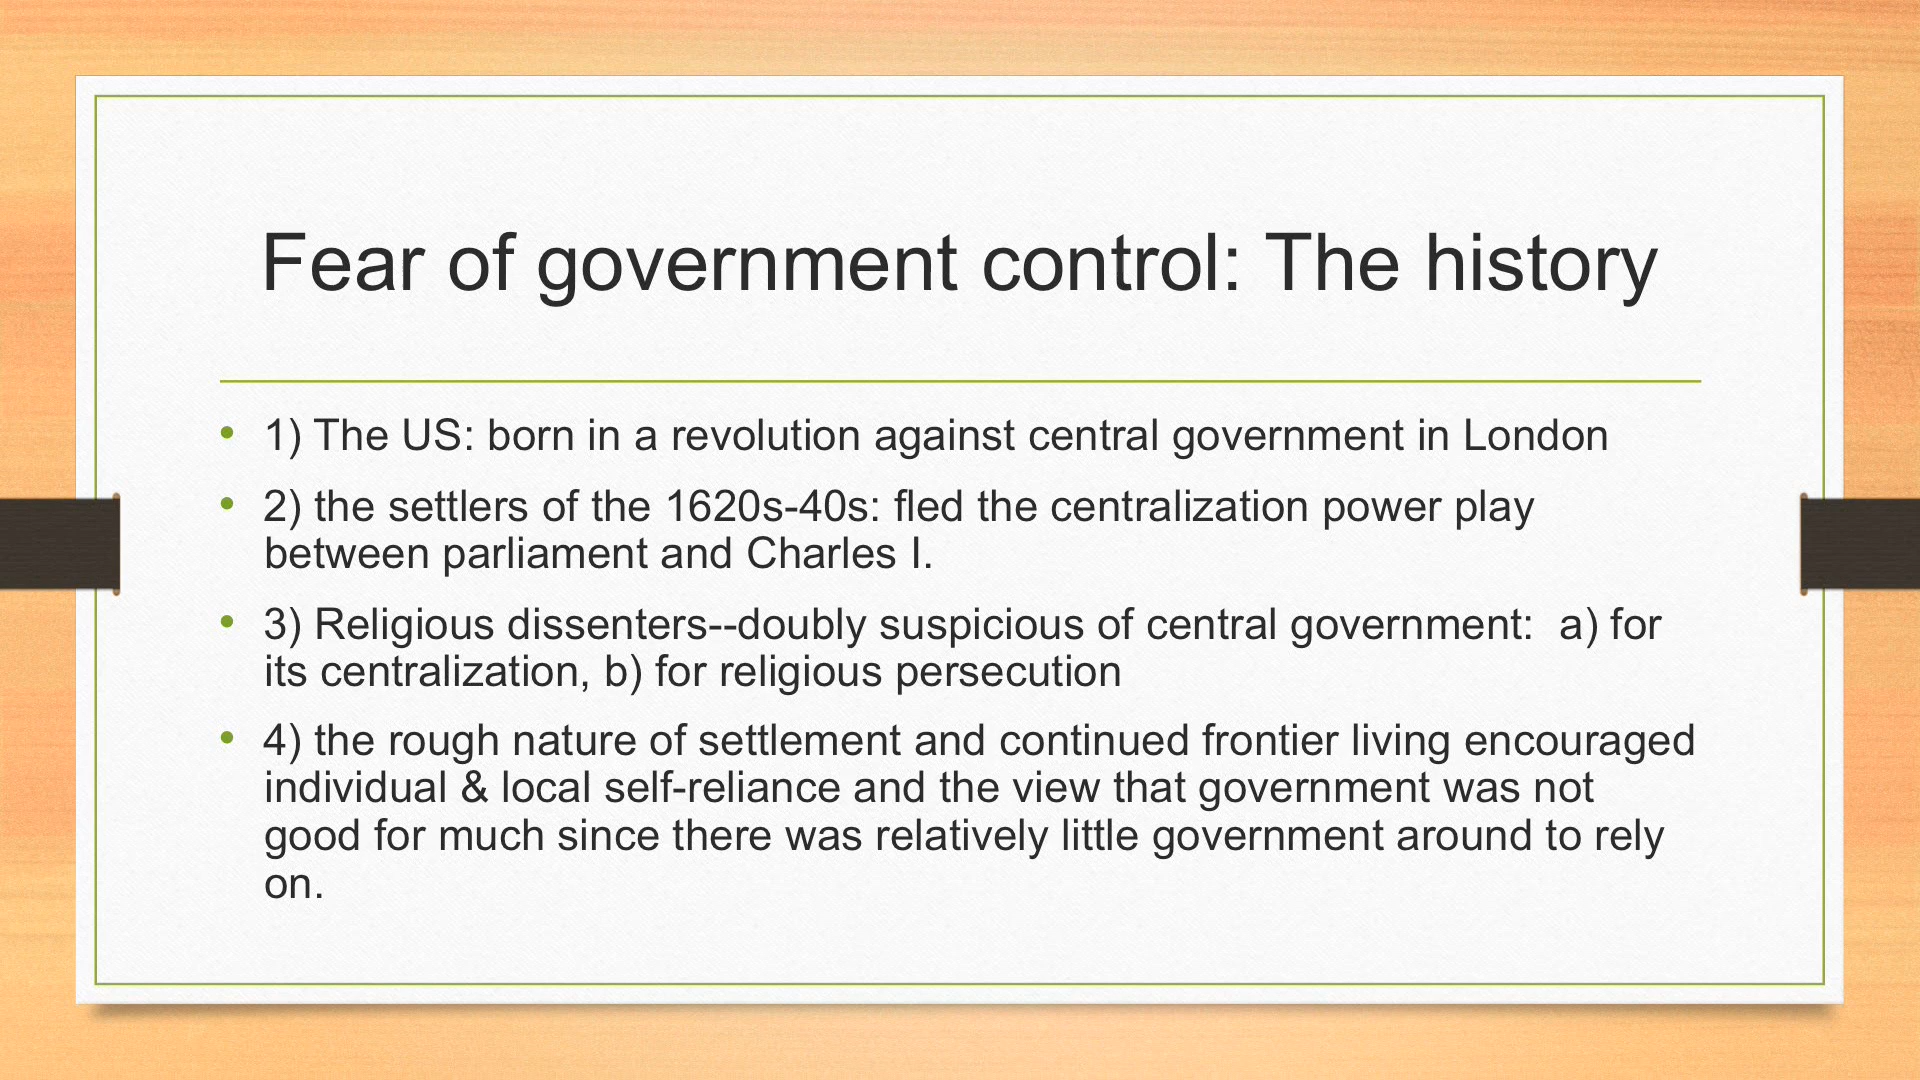 Fear of government control: The history
• 1) The US: born in a revolution against central government in London
• 2) the settlers of the 1620s-40s: fled the centralization power play
between parliament and Charles I.
• 3) Religious dissenters--doubly suspicious of central government:  a) for
its centralization, b) for religious persecution
• 4) the rough nature of settlement and continued frontier living encouraged
individual & local self-reliance and the view that government was not
good for much since there was relatively little government around to rely
on.